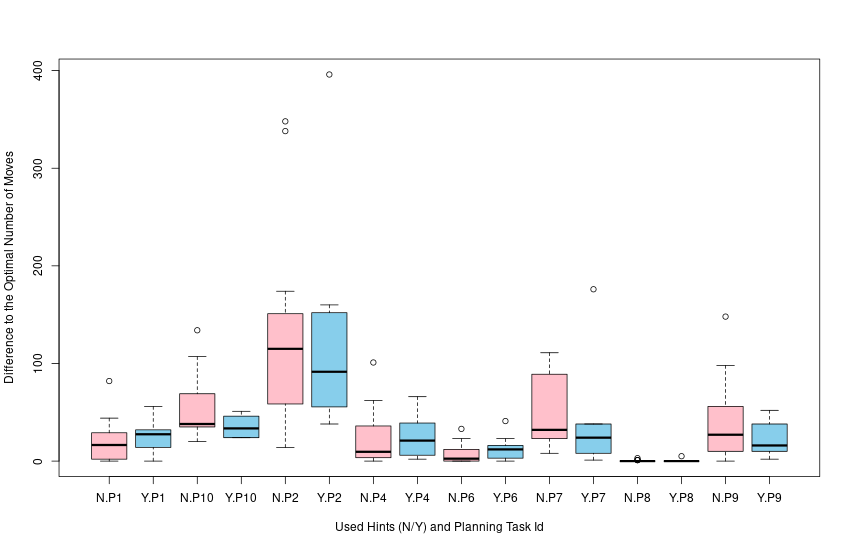 400
300
200
100
0
Difference to the Optimal Number of Moves
N.P1 Y.P1 N.P10 Y.P10 N.P2 Y.P2 N.P4 Y.P4 N.P6 Y.P6 N.P7 Y.P7 N.P8 Y.P8 N.P9 Y.P9
Used Hints (N/Y) and Planning Task Id